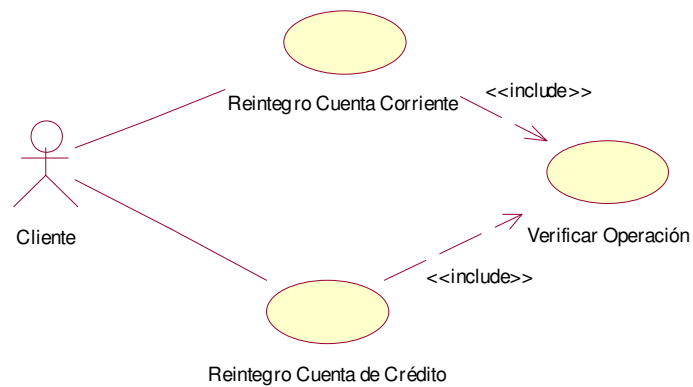 Reintegro Cuenta Corriente
<<include>>
Cliente
Verificar Operación
<<include>>
Reintegro Cuenta de Crédito